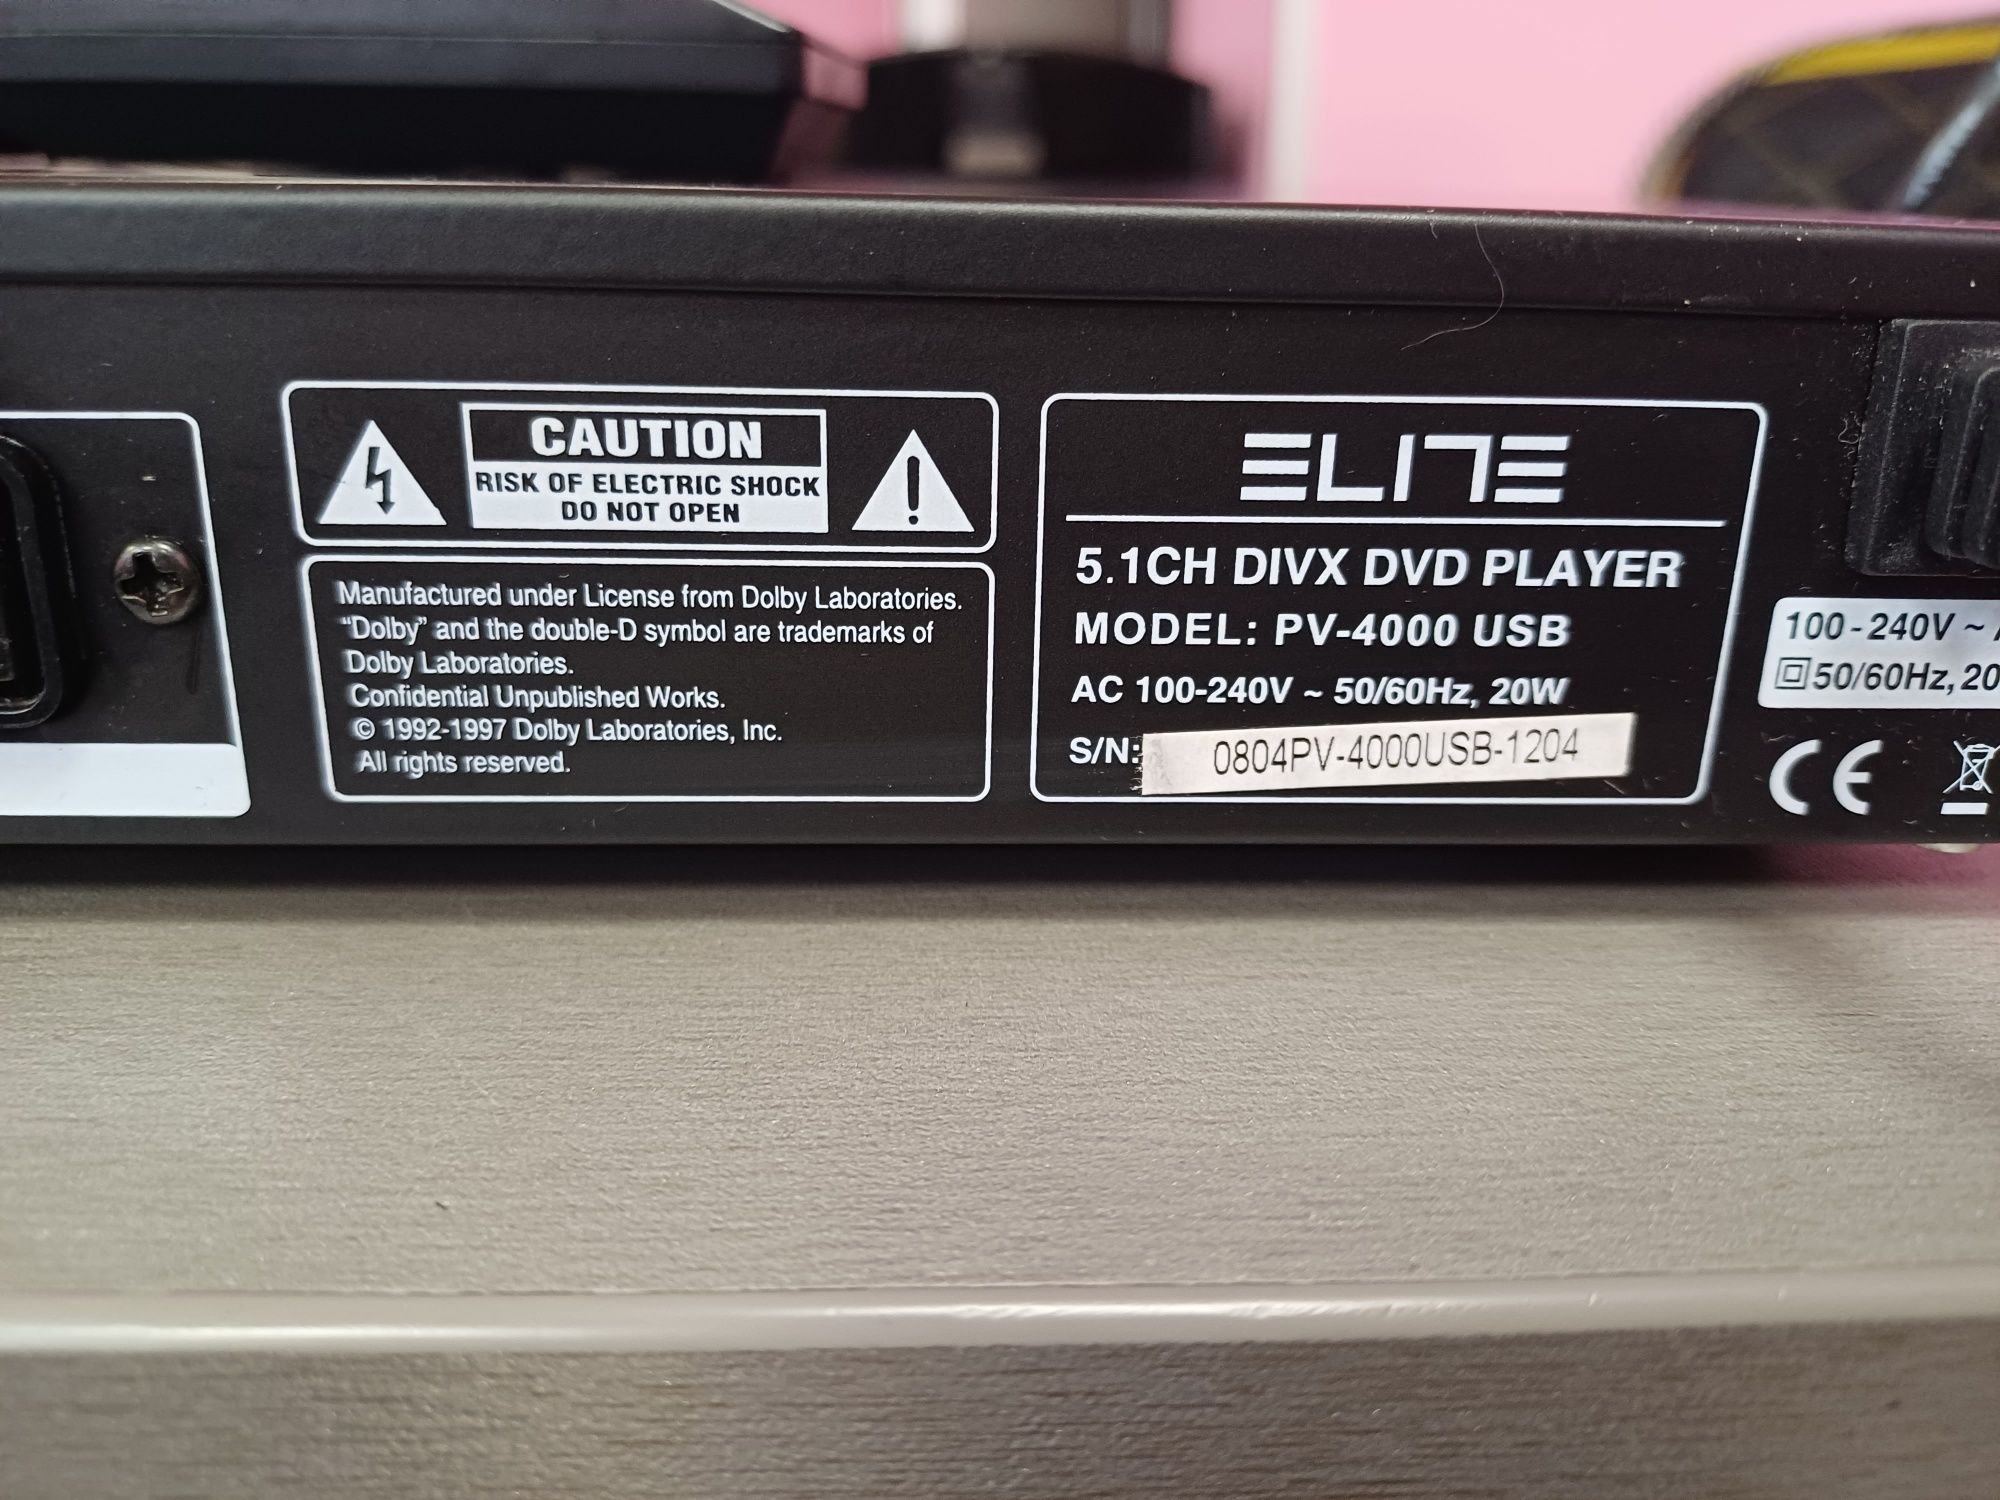 CAUTION
RISK OF ELECTRIC SHOCK
DO NOT OPEN
Manufactured under License from Dolby Laboratories.
“Dolby” and the double-D symbol are trademarks of
Dolby Laboratories.
Confidential Unpublished Works.
© 1992-1997 Dolby Laboratories, Inc.
All rights reserved.
ELITE
5.1CH DIVX DVD PLAYER
MODEL: PV-4000 USB
AC 100-240V ~ 50/60Hz, 20W
S/N: 0804PV-4000USB-1204
100-240V ~
50/60Hz, 20
CE